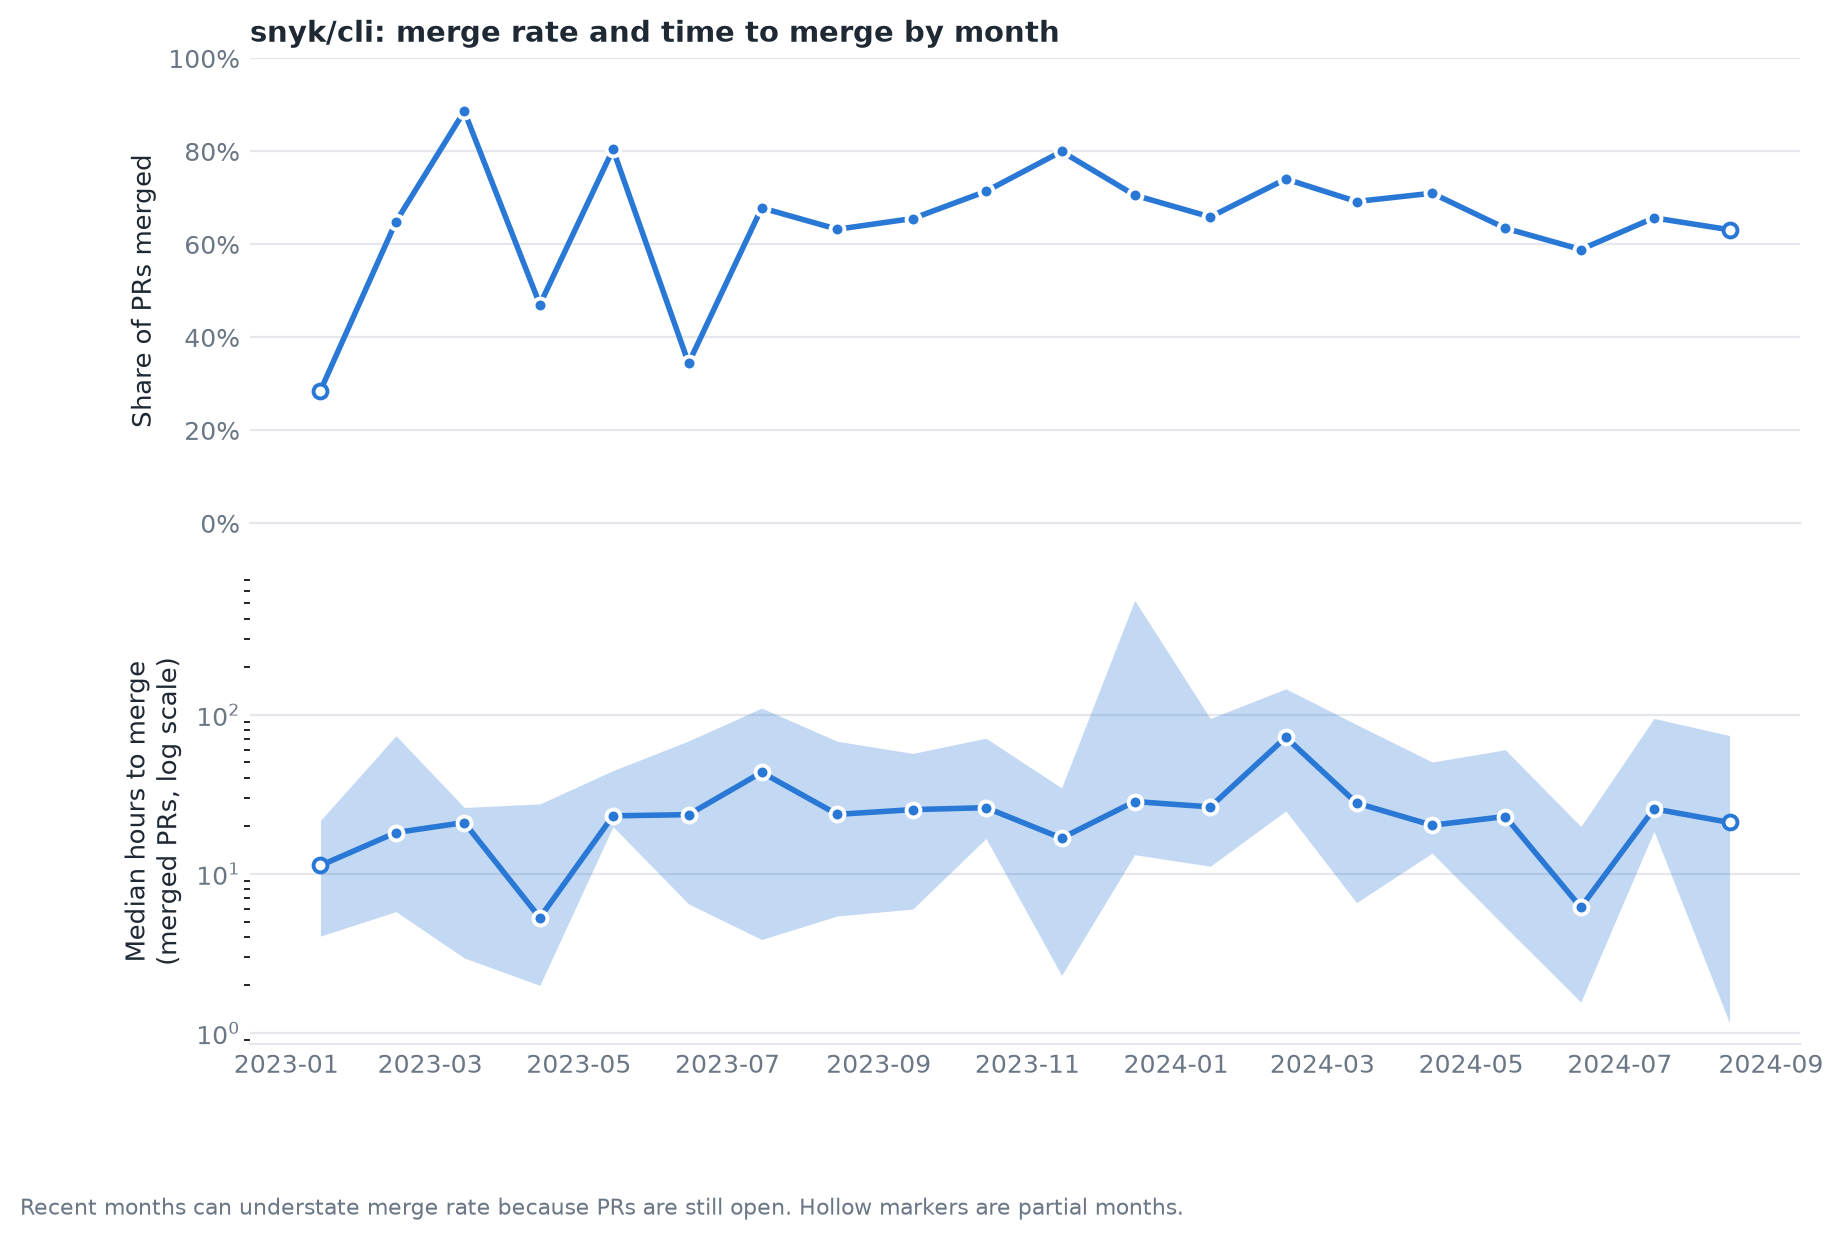 snyk/cli: merge rate and time to merge by month
100%
80%
60%
40%
20%
0%
Share of PRs merged
10²
10¹
10⁰
Median hours to merge
(merged PRs, log scale)
2023-01 2023-03 2023-05 2023-07 2023-09 2023-11 2024-01 2024-03 2024-05 2024-07 2024-09
Recent months can understate merge rate because PRs are still open. Hollow markers are partial months.